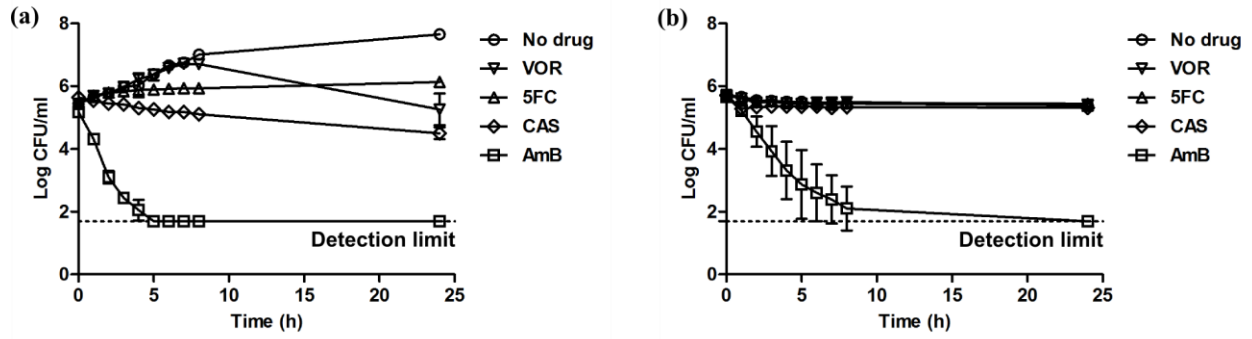 (a)
Log CFU/ml
8
6
4
2
0
0 5 10 15 20 25
Time (h)
Detection limit
No drug
VOR
5FC
CAS
AmB
(b)
Log CFU/ml
8
6
4
2
0
0 5 10 15 20 25
Time (h)
Detection limit
No drug
VOR
5FC
CAS
AmB